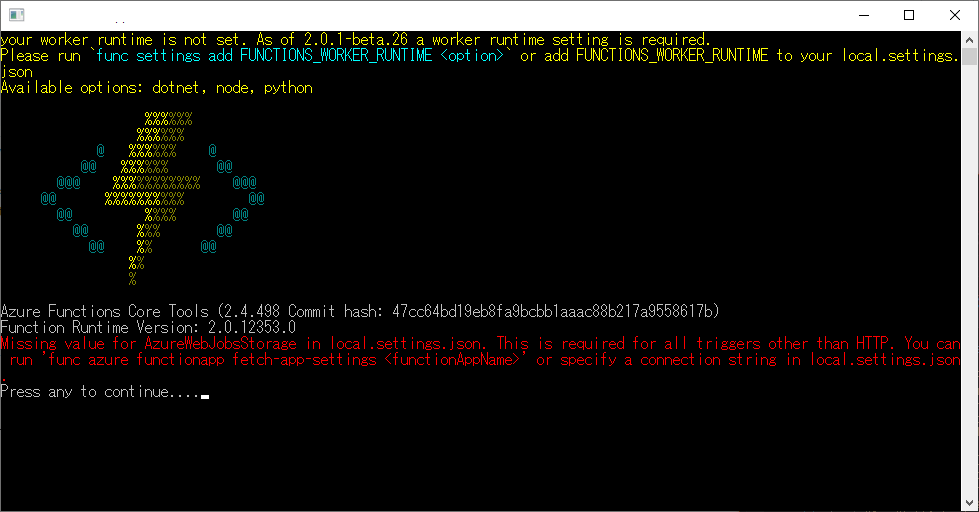 your worker runtime is not set. As of 2.0.1-beta.26 a worker runtime setting is required.
Please run `func settings add FUNCTIONS_WORKER_RUNTIME <option>` or add FUNCTIONS_WORKER_RUNTIME to your local.settings.
json
Available options: dotnet, node, python
%%%%%%
%%%%%%
@ %%%%%% @
@@ %%%%%% @@
@@@ %%%%%%%%%%% @@@
@@ %%%%%%%%%% @@
@@ %%%% @@
@@ %%% @@
@@ %% @@
%%
%
Azure Functions Core Tools (2.4.498 Commit hash: 47cc64bd19eb8fa9bcbb1aaac88b217a9558617b)
Function Runtime Version: 2.0.12353.0
Missing value for AzureWebJobsStorage in local.settings.json. This is required for all triggers other than HTTP. You can
run 'func azure functionapp fetch-app-settings <functionAppName>' or specify a connection string in local.settings.json
.
Press any to continue....